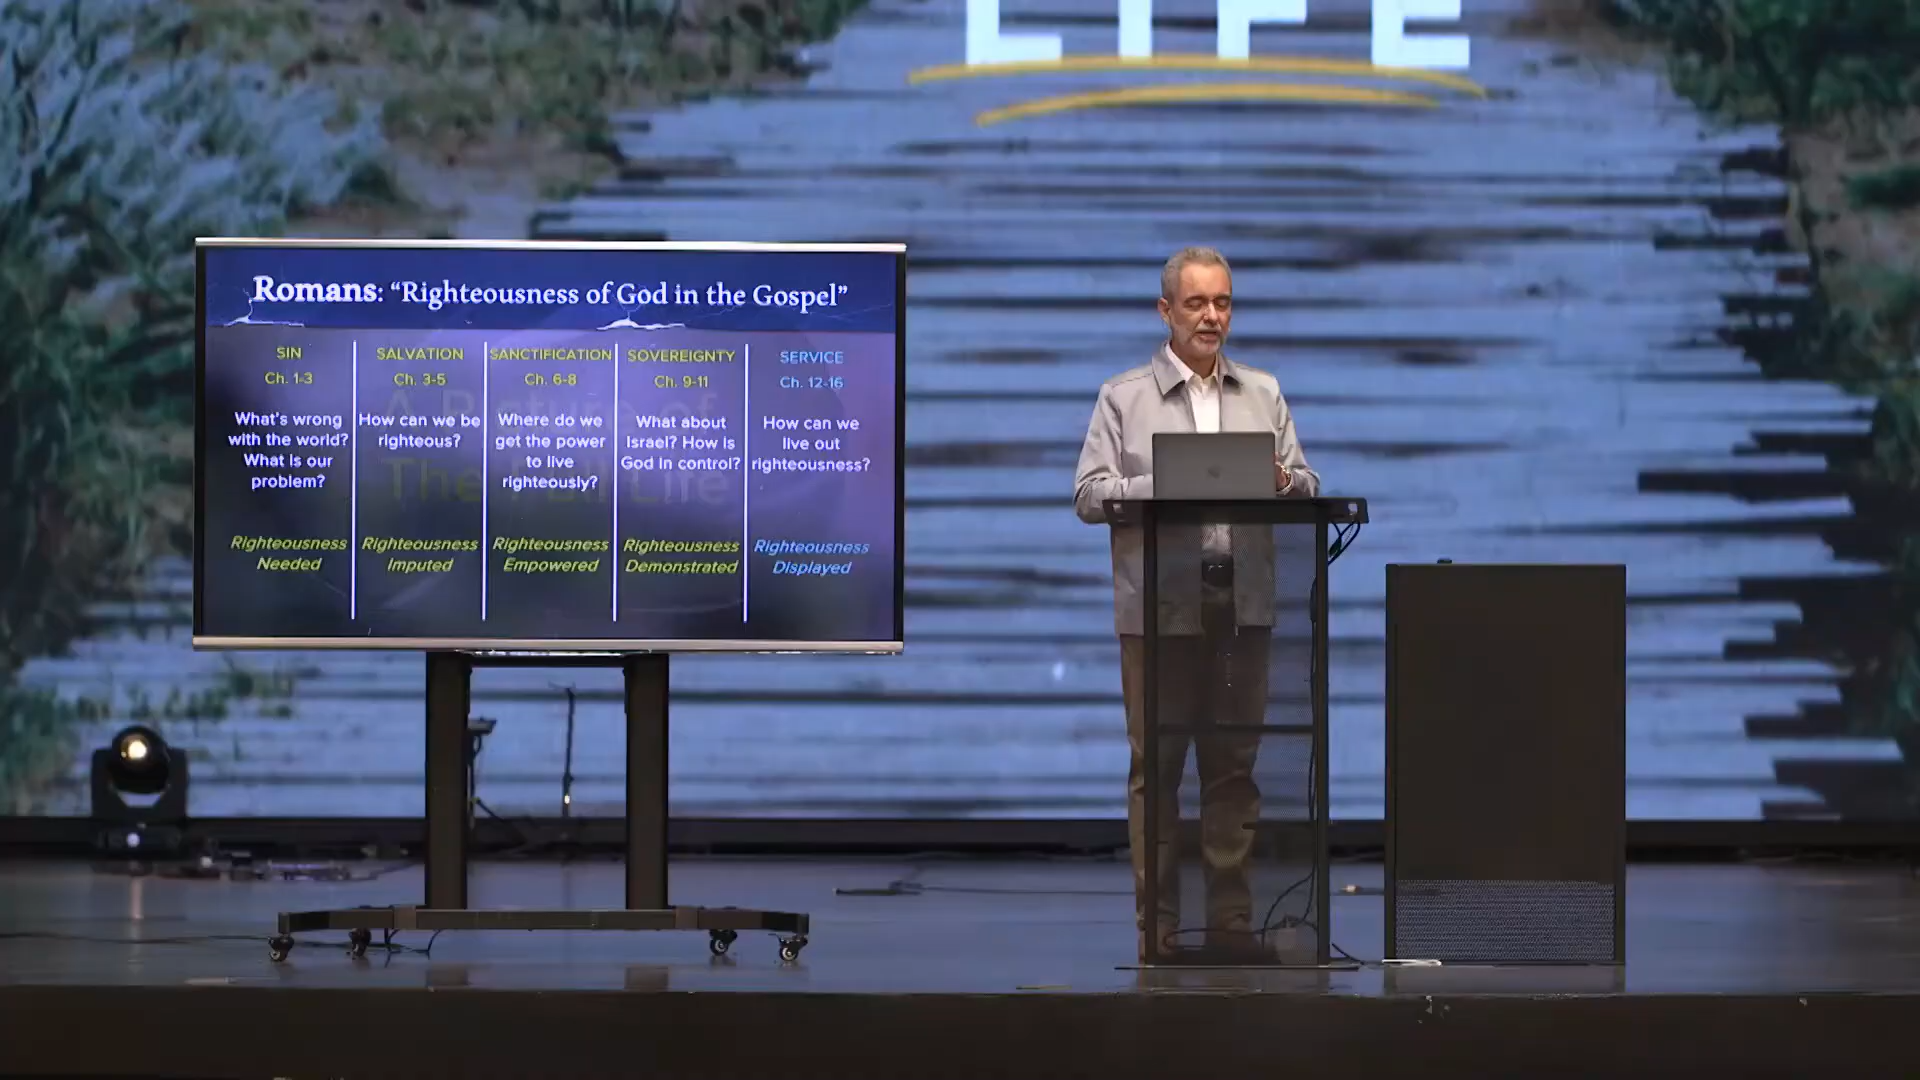 LIFE
Romans: “Righteousness of God in the Gospel”
SIN
Ch. 1-3
What's wrong
with the world?
What is our
problem?
Righteousness
Needed
SALVATION
Ch. 3-5
How can we be
righteous?
Righteousness
Imputed
SANCTIFICATION
Ch. 6-8
Where do we
get the power
to live
righteously?
Righteousness
Empowered
SOVEREIGNTY
Ch. 9-11
What about
Israel? How is
God in control?
Righteousness
Demonstrated
SERVICE
Ch. 12-16
How can we
live out
righteousness?
Righteousness
Displayed